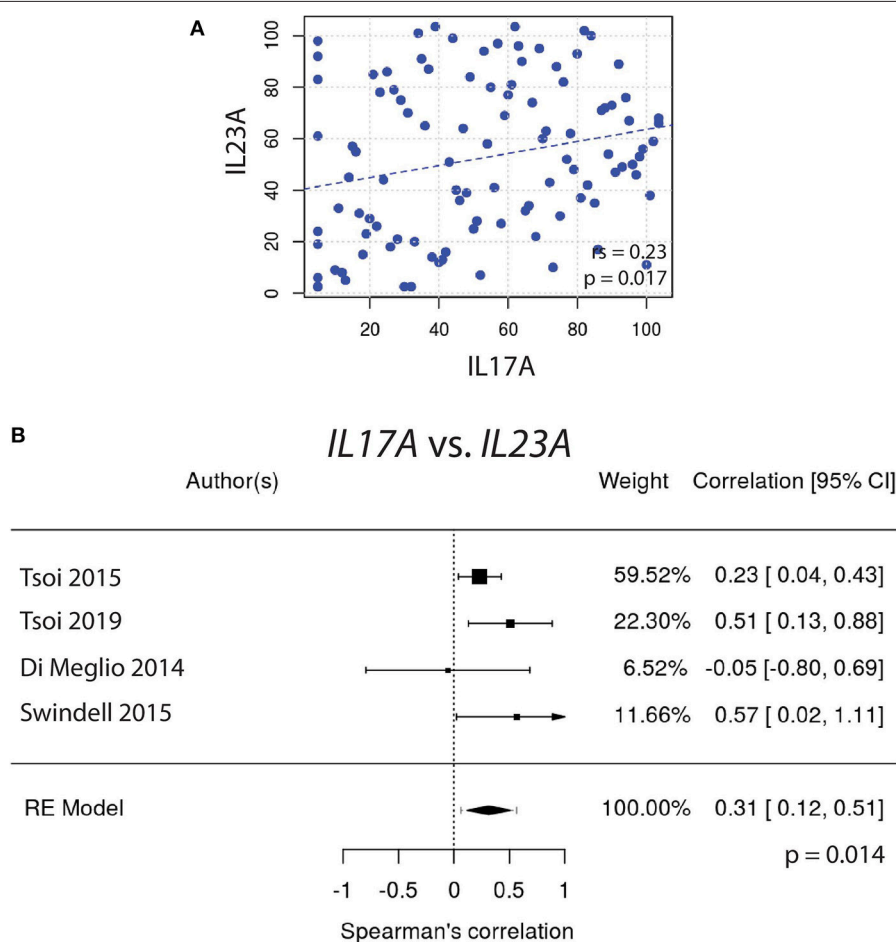 A
IL23A
100
80
60
40
20
0
rs = 0.23
p = 0.017
20 40 60 80 100
IL17A
B
IL17A vs. IL23A
Author(s) Weight Correlation [95% CI]
Tsoi 2015 59.52% 0.23 [ 0.04, 0.43]
Tsoi 2019 22.30% 0.51 [ 0.13, 0.88]
Di Meglio 2014 6.52% -0.05 [-0.80, 0.69]
Swindell 2015 11.66% 0.57 [ 0.02, 1.11]
RE Model 100.00% 0.31 [ 0.12, 0.51]
p = 0.014
-1 -0.5 0 0.5 1
Spearman's correlation